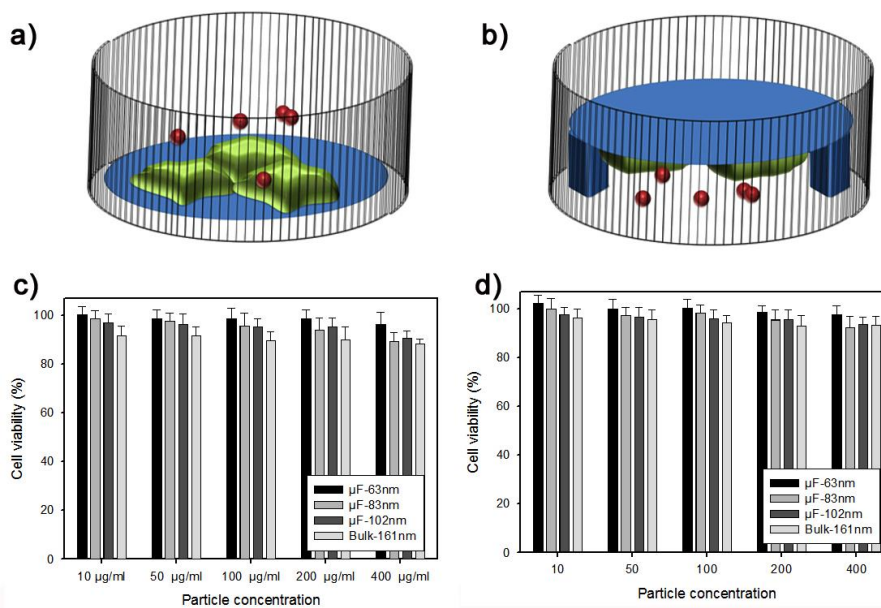 a)
b)
c)
100
80
60
40
20
0
Cell viability (%)
µF-63nm
µF-83nm
µF-102nm
Bulk-161nm
10 µg/ml 50 µg/ml 100 µg/ml 200 µg/ml 400 µg/ml
Particle concentration
d)
100
80
60
40
20
0
Cell viability (%)
µF-63nm
µF-83nm
µF-102nm
Bulk-161nm
10 50 100 200 400
Particle concentration